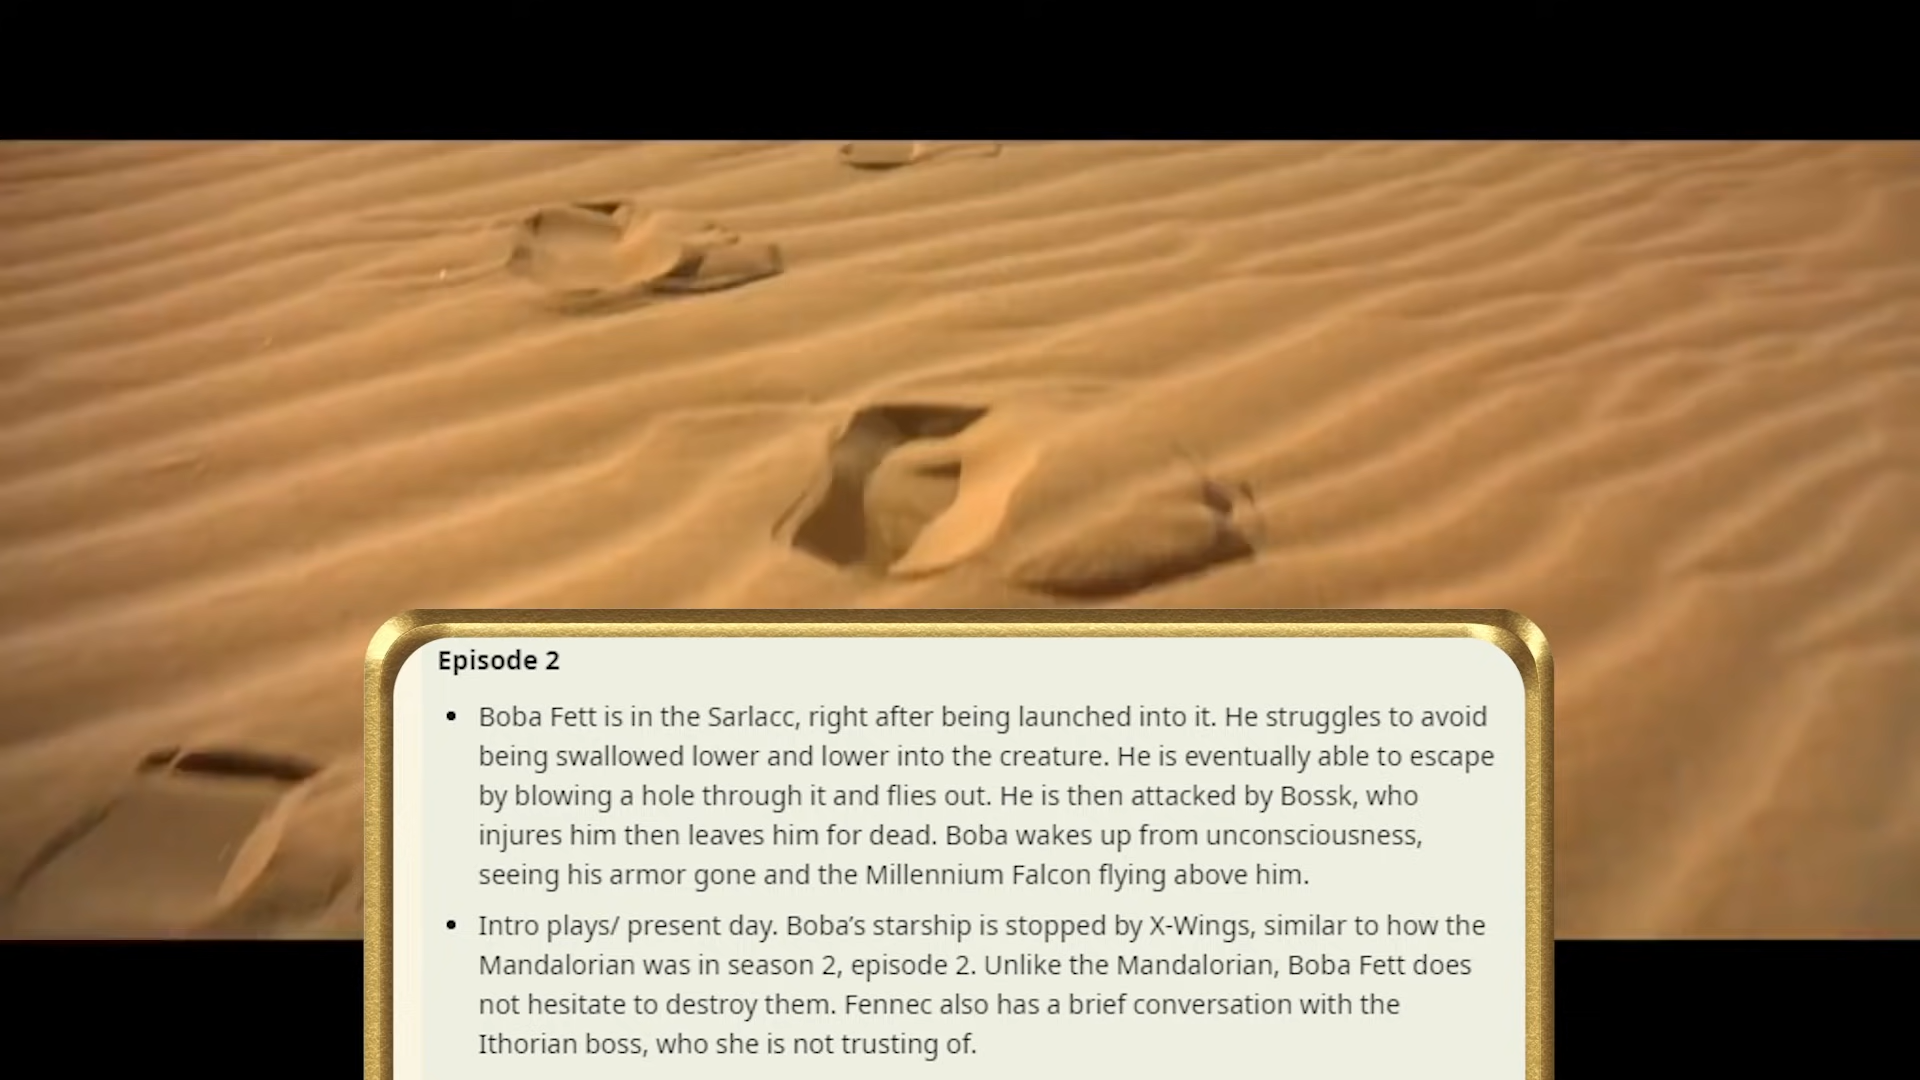 Episode 2
Boba Fett is in the Sarlacc, right after being launched into it. He struggles to avoid
being swallowed lower and lower into the creature. He is eventually able to escape
by blowing a hole through it and flies out. He is then attacked by Bossk, who
injures him then leaves him for dead. Boba wakes up from unconsciousness,
seeing his armor gone and the Millennium Falcon flying above him.
Intro plays/ present day. Boba’s starship is stopped by X-Wings, similar to how the
Mandalorian was in season 2, episode 2. Unlike the Mandalorian, Boba Fett does
not hesitate to destroy them. Fennec also has a brief conversation with the
Ithorian boss, who she is not trusting of.